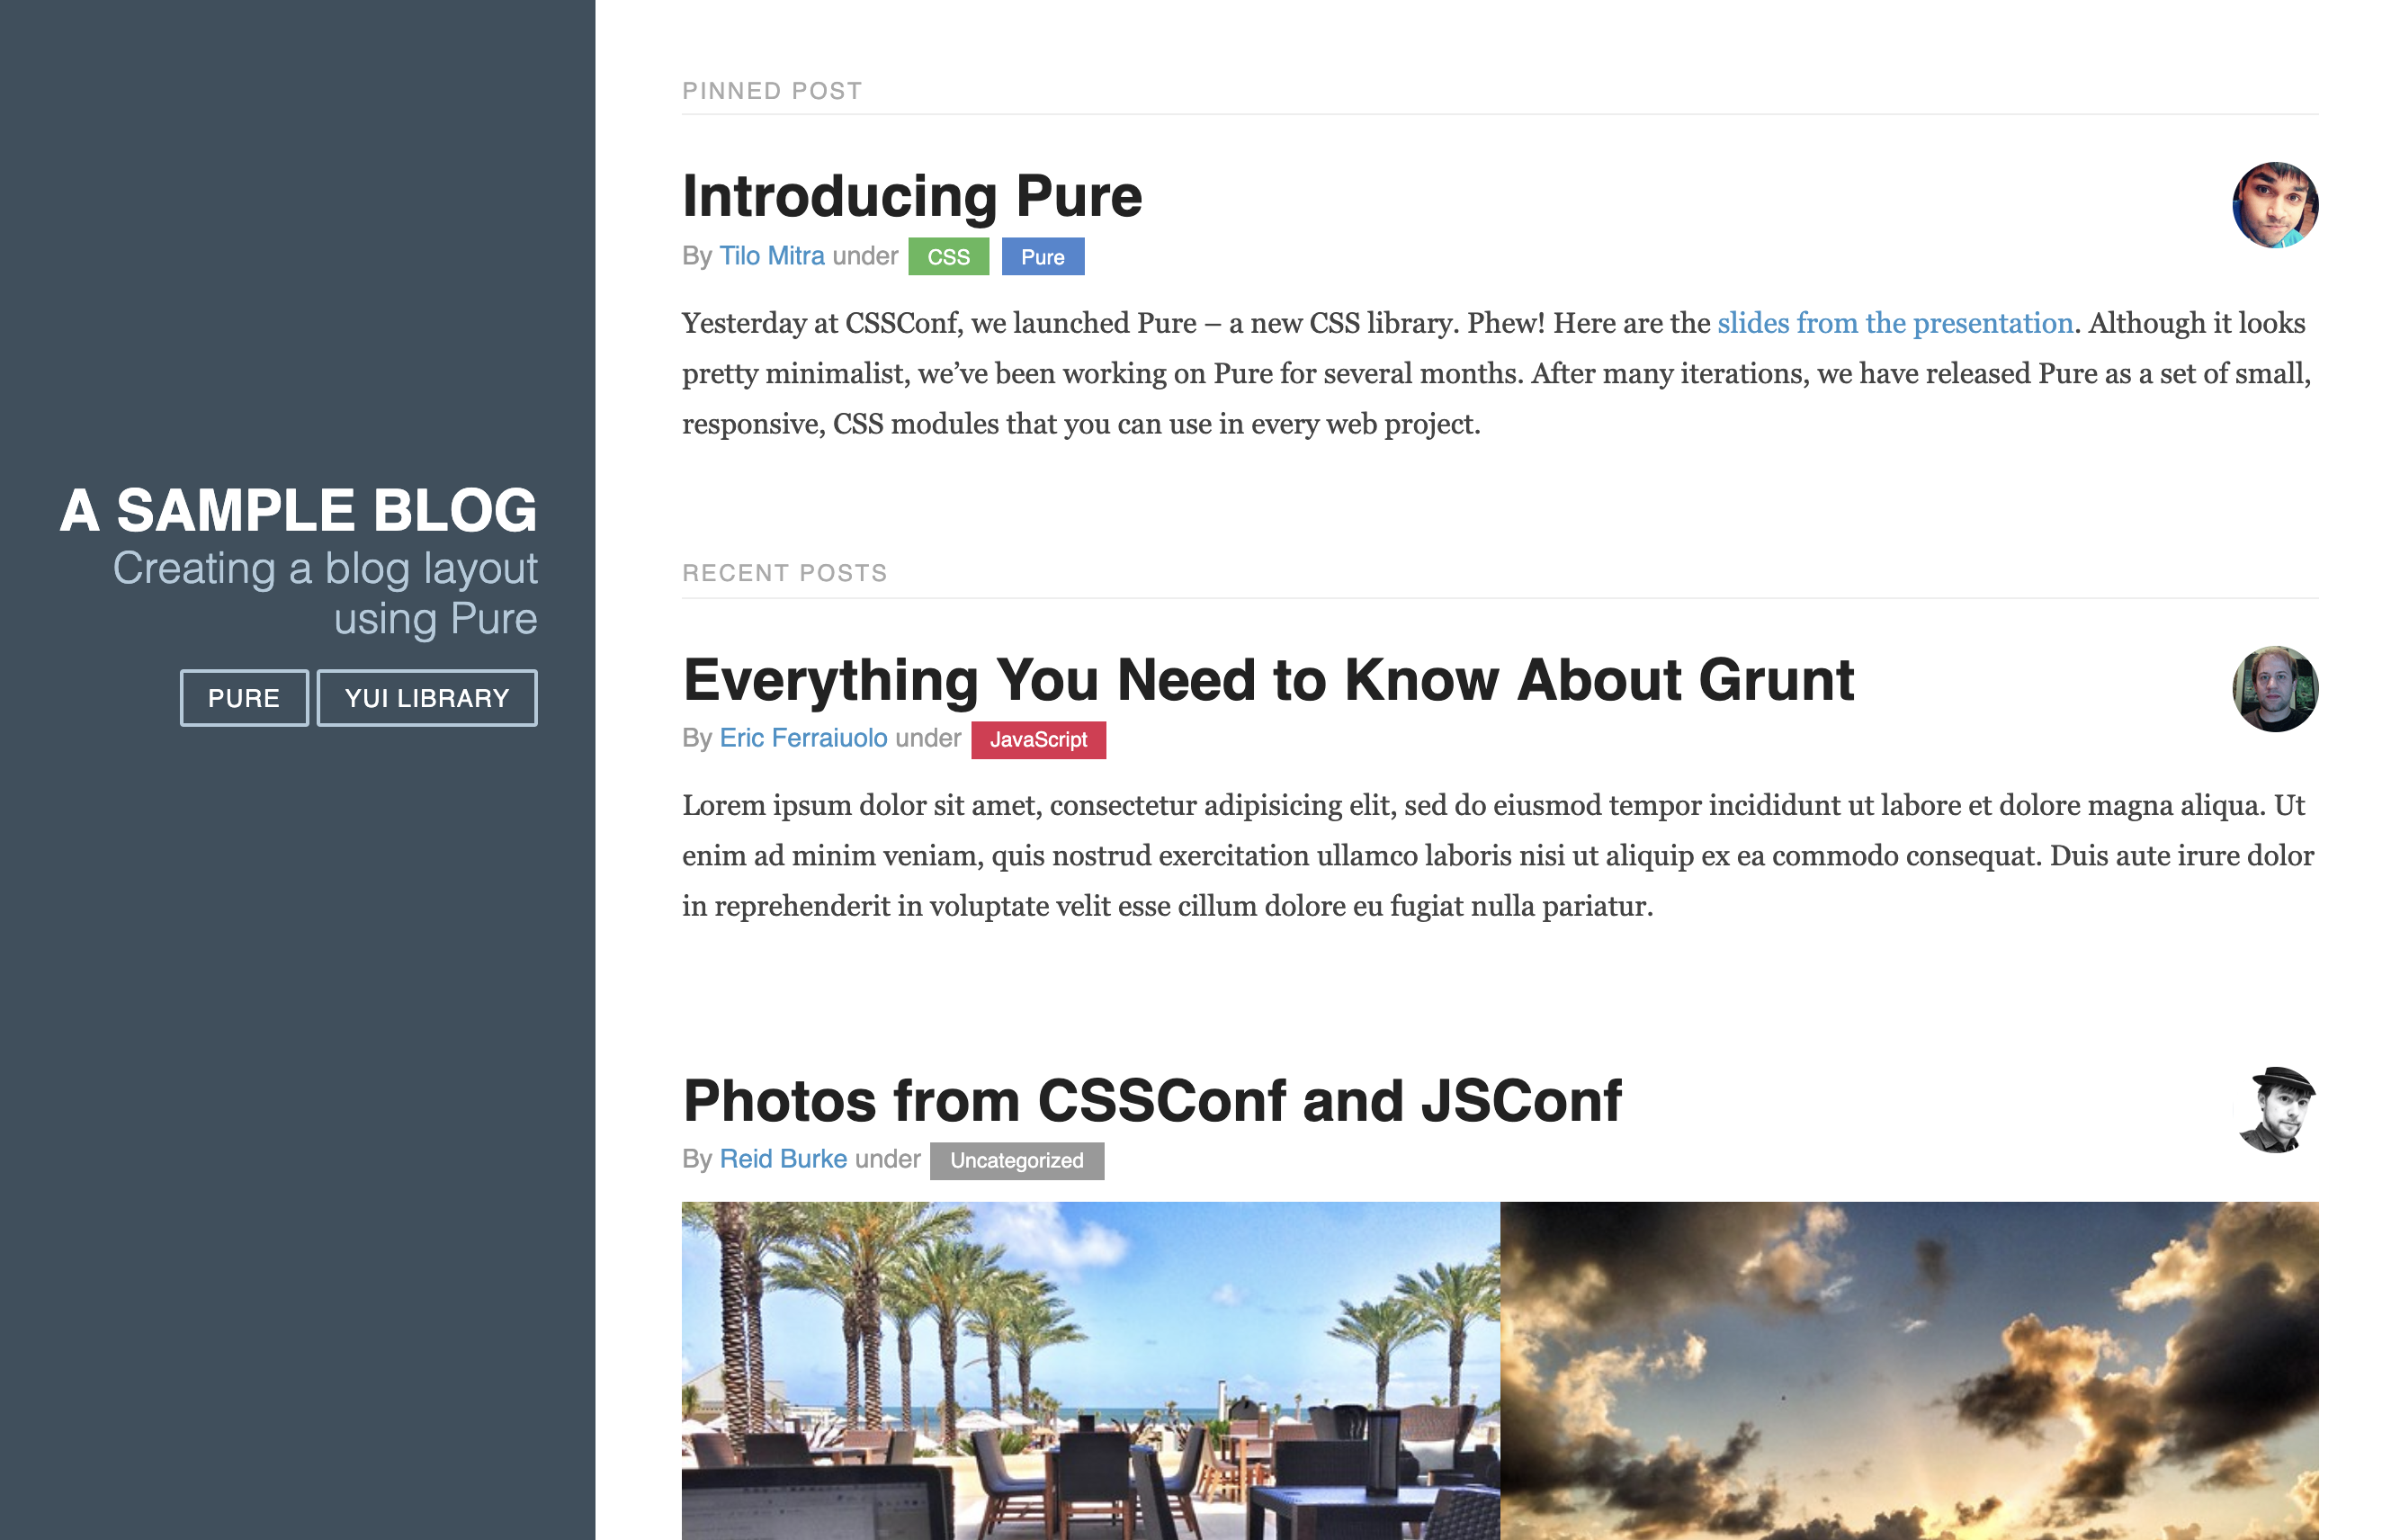 A SAMPLE BLOG
Creating a blog layout
using Pure
PURE
YUI LIBRARY
PINNED POST
Introducing Pure
By Tilo Mitra under CSS Pure
Yesterday at CSSConf, we launched Pure – a new CSS library. Phew! Here are the slides from the presentation. Although it looks
pretty minimalist, we’ve been working on Pure for several months. After many iterations, we have released Pure as a set of small,
responsive, CSS modules that you can use in every web project.
RECENT POSTS
Everything You Need to Know About Grunt
By Eric Ferraiuolo under JavaScript
Lorem ipsum dolor sit amet, consectetur adipisicing elit, sed do eiusmod tempor incididunt ut labore et dolore magna aliqua. Ut
enim ad minim veniam, quis nostrud exercitation ullamco laboris nisi ut aliquip ex ea commodo consequat. Duis aute irure dolor
in reprehenderit in voluptate velit esse cillum dolore eu fugiat nulla pariatur.
Photos from CSSConf and JSConf
By Reid Burke under Uncategorized